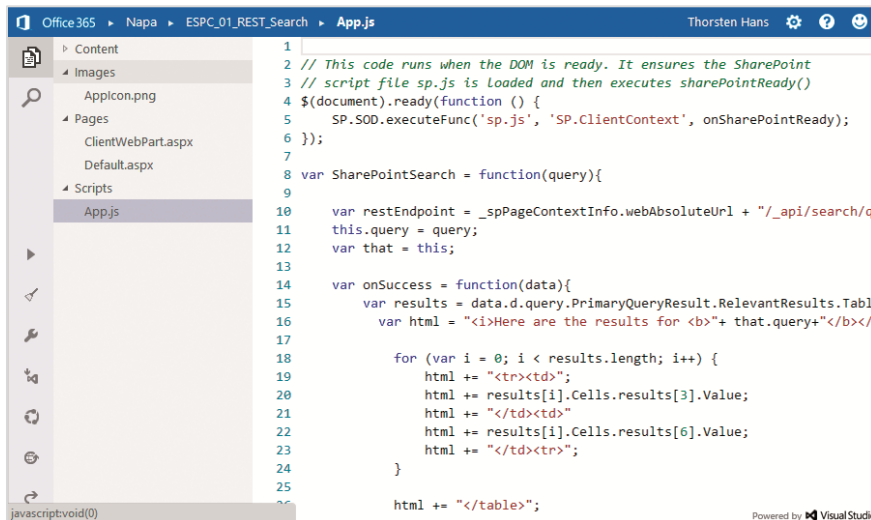 Office 365 ▸ Napa ▸ ESPC_01_REST_Search ▸ App.js Thorsten Hans
Content
Images
AppIcon.png
Pages
ClientWebPart.aspx
Default.aspx
Scripts
App.js
1
2 // This code runs when the DOM is ready. It ensures the SharePoint
3 // script file sp.js is loaded and then executes sharePointReady()
4 $(document).ready(function () {
5 SP.SOD.executeFunc('sp.js', 'SP.ClientContext', onSharePointReady);
6 });
7
8 var SharePointSearch = function(query){
9
10 var restEndpoint = _spPageContextInfo.webAbsoluteUrl + "/_api/search/q
11 this.query = query;
12 var that = this;
13
14 var onSuccess = function(data){
15 var results = data.d.query.PrimaryQueryResult.RelevantResults.Tabl
16 var html = "<i>Here are the results for <b>"+ that.query+"</b></
17
18 for (var i = 0; i < results.length; i++) {
19 html += "<tr><td>";
20 html += results[i].Cells.results[3].Value;
21 html += "</td><td>"
22 html += results[i].Cells.results[6].Value;
23 html += "</td><tr>";
24 }
25
26 html += "</table>";
javascript:void(0)
Powered by Visual Studio